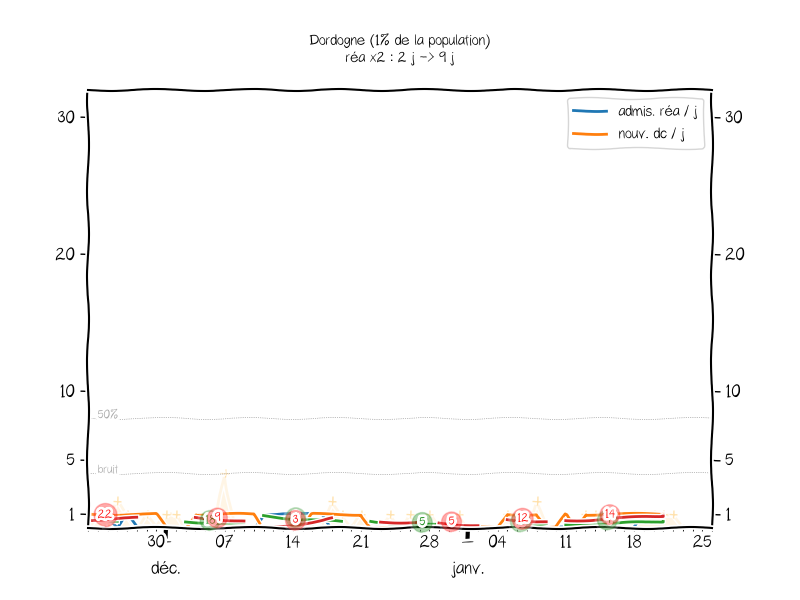 Dordogne (1% de la population)
réa x2 : 2 j -> 9 j
admis. réa / j
nouv. dc / j
30 30
20 20
10 10
50%
5 5
bruit
1 1
22 9 3 5 5 12 14
30 07 14 21 28 04 11 18 25
déc. janv.